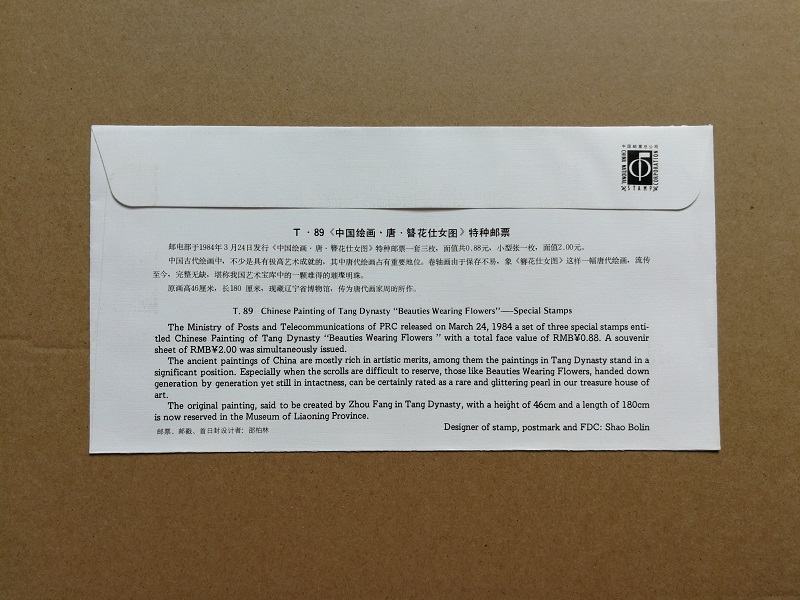 中国邮票总公司
CHINA NATIONAL
STAMP
CORPORATION
T·89《中国绘画·唐·簪花仕女图》特种邮票
邮电部于1984年3月24日发行《中国绘画·唐·簪花仕女图》特种邮票一套三枚，面值共0.88元，小型张一枚，面值2.00元。
中国古代绘画中，不少是具有极高艺术成就的，其中唐代绘画占有重要地位。卷轴画由于保存不易，象《簪花仕女图》这样一幅唐代绘画，流传
至今，完整无缺，堪称我国艺术宝库中的一颗难得的璀璨明珠。
原画高46厘米，长180 厘米，现藏辽宁省博物馆，传为唐代画家周昉所作。
T. 89 Chinese Painting of Tang Dynasty "Beauties Wearing Flowers"——Special Stamps
The Ministry of Posts and Telecommunications of PRC released on March 24, 1984 a set of three special stamps enti-
tled Chinese Painting of Tang Dynasty "Beauties Wearing Flowers " with a total face value of RMB¥0.88. A souvenir
sheet of RMB¥2.00 was simultaneously issued.
The ancient paintings of China are mostly rich in artistic merits, among them the paintings in Tang Dynasty stand in a
significant position. Especially when the scrolls are difficult to reserve, those like Beauties Wearing Flowers, handed down
generation by generation yet still in intactness, can be certainly rated as a rare and glittering pearl in our treasure house of
art.
The original painting, said to be created by Zhou Fang in Tang Dynasty, with a height of 46cm and a length of 180cm
is now reserved in the Museum of Liaoning Province.
邮票、邮戳、首日封设计者：邵柏林
Designer of stamp, postmark and FDC: Shao Bolin